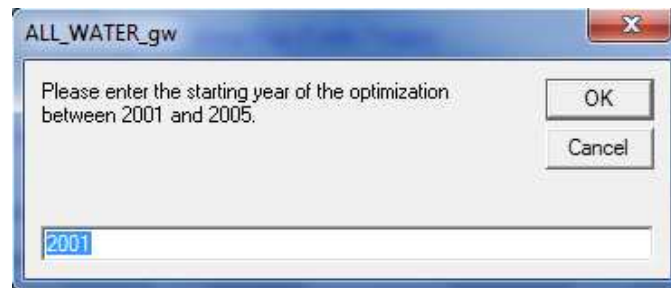 ALL_WATER_gw
Please enter the starting year of the optimization
between 2001 and 2005.
OK
Cancel
2001